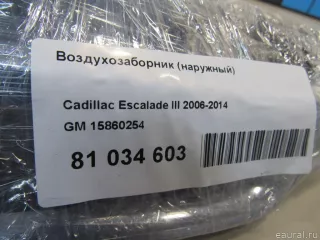 Воздухозаборник (наружный)
Cadillac Escalade III 2006-2014
GM 15860254
81 034 603
eaural.ru